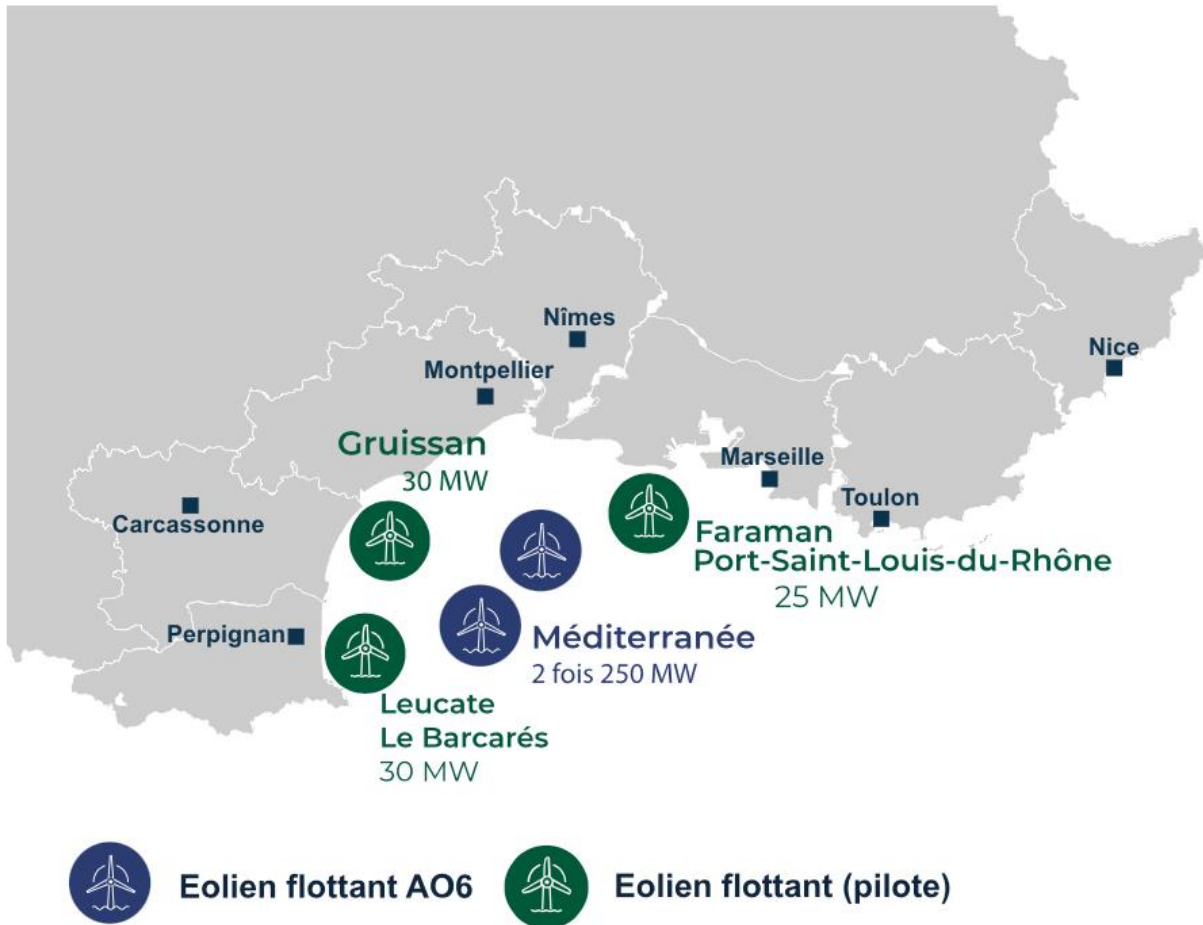 Nîmes
Montpellier
Nice
Gruissan
30 MW
Marseille
Toulon
Carcassonne
Faraman
Port-Saint-Louis-du-Rhône
25 MW
Perpignan
Méditerranée
2 fois 250 MW
Leucate
Le Barcarés
30 MW
Eolien flottant AO6
Eolien flottant (pilote)